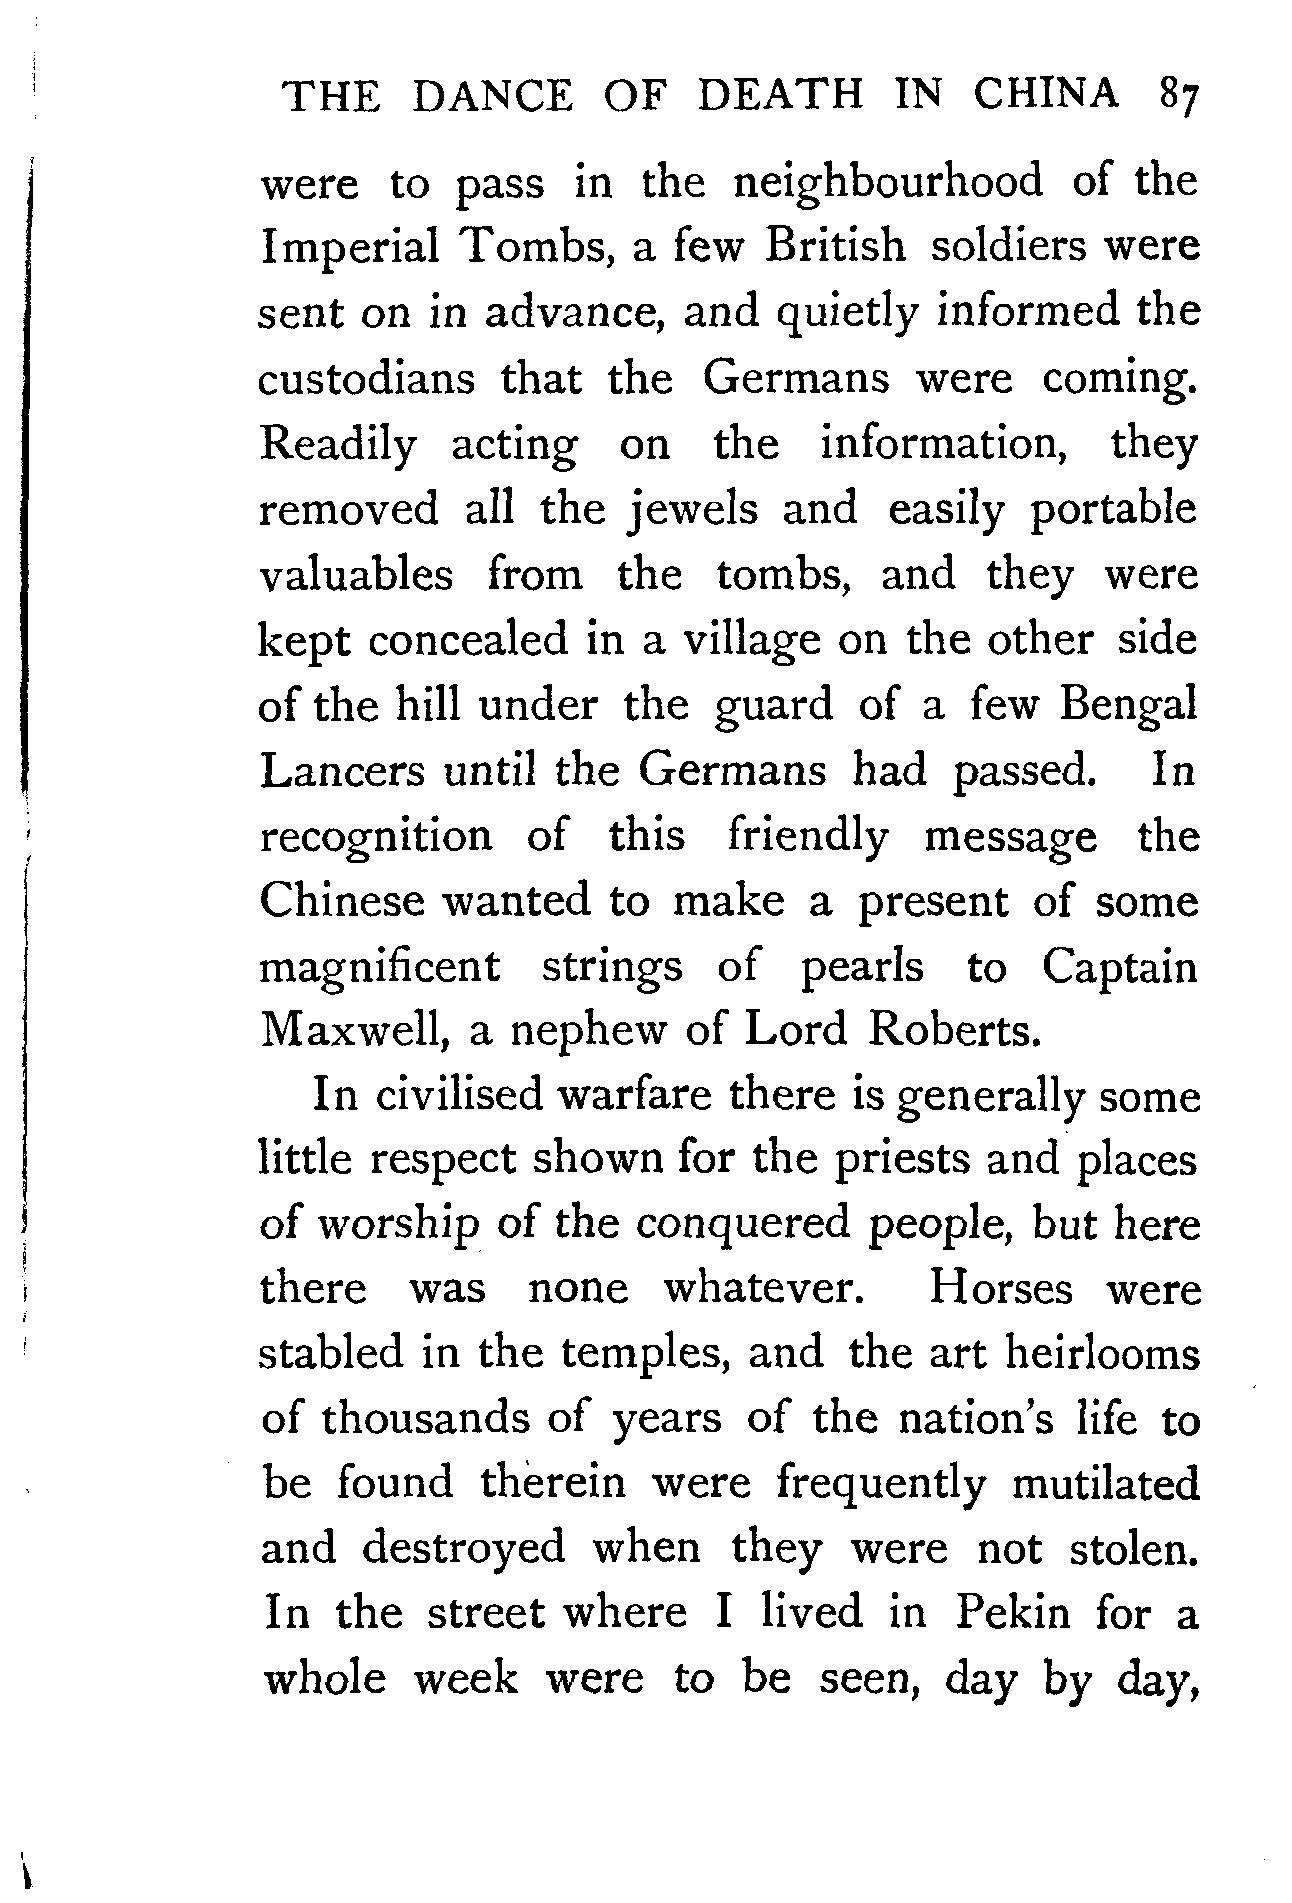 THE DANCE OF DEATH IN CHINA 87
were to pass in the neighbourhood of the
Imperial Tombs, a few British soldiers were
sent on in advance, and quietly informed the
custodians that the Germans were coming.
Readily acting on the information, they
removed all the jewels and easily portable
valuables from the tombs, and they were
kept concealed in a village on the other side
of the hill under the guard of a few Bengal
Lancers until the Germans had passed. In
recognition of this friendly message the
Chinese wanted to make a present of some
magnificent strings of pearls to Captain
Maxwell, a nephew of Lord Roberts.
In civilised warfare there is generally some
little respect shown for the priests and places
of worship of the conquered people, but here
there was none whatever. Horses were
stabled in the temples, and the art heirlooms
of thousands of years of the nation's life to
be found therein were frequently mutilated
and destroyed when they were not stolen.
In the street where I lived in Pekin for a
whole week were to be seen, day by day,